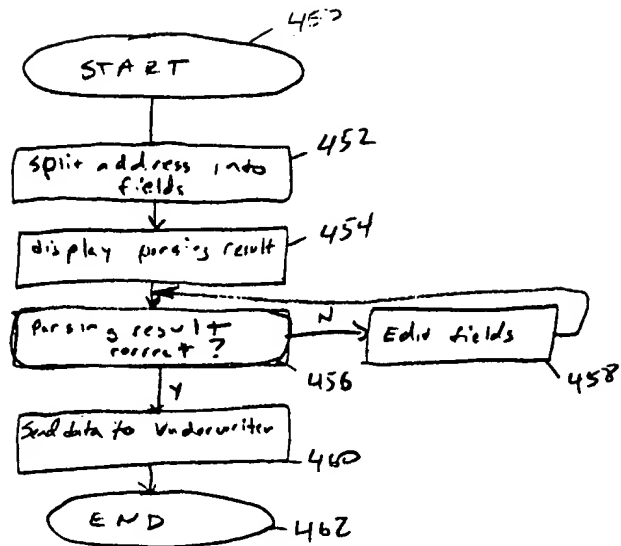 450
START
452
Split address into
fields
454
display parsing result
Parsing result
correct?
N
Edit fields
456
458
Y
Send data to Underwriter
460
END
462